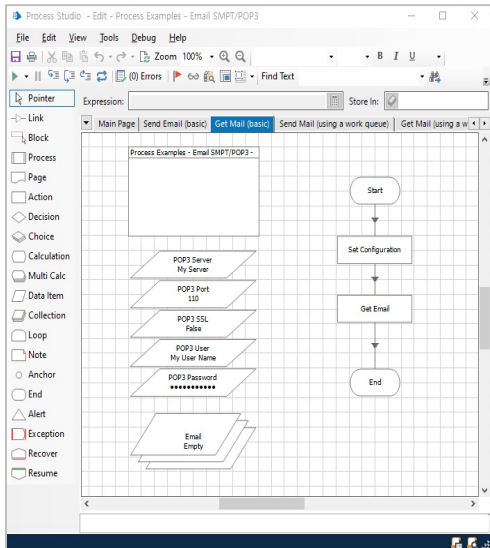 Process Studio - Edit - Process Examples - Email SMPT/POP3
File Edit View Tools Debug Help
Zoom 100% B I U
(0) Errors Find Text
Pointer
Expression: Store In:
Link
Main Page Send Email (basic) Get Mail (basic) Send Mail (using a work queue) Get Mail (using a w
Block
Process
Page
Action
Decision
Choice
Calculation
Multi Calc
Data Item
Collection
Loop
Note
Anchor
End
Alert
Exception
Recover
Resume
Process Examples - Email SMPT/POP3 -
POP3 Server
My Server
POP3 Port
110
POP3 SSL
False
POP3 User
My User Name
POP3 Password
•••••••••••
Email
Empty
Start
Set Configuration
Get Email
End